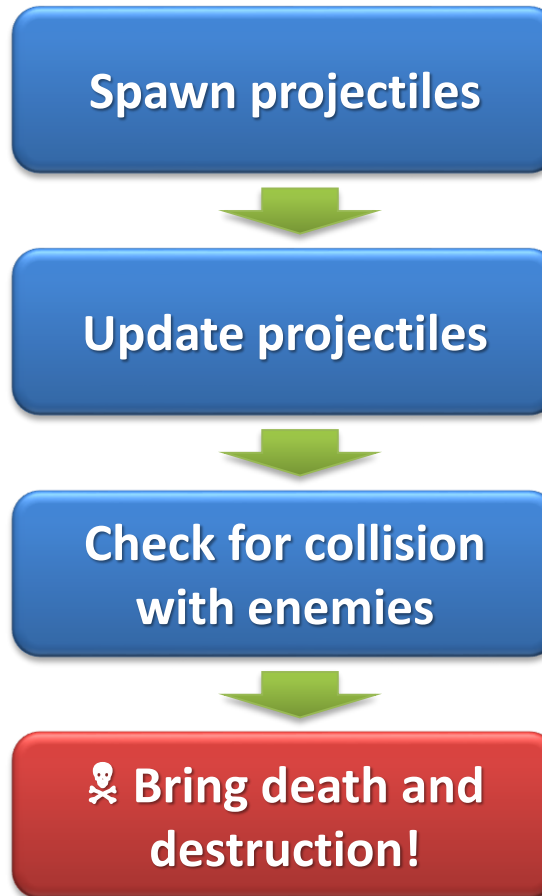 Spawn projectiles
Update projectiles
Check for collision
with enemies
☠ Bring death and
destruction!